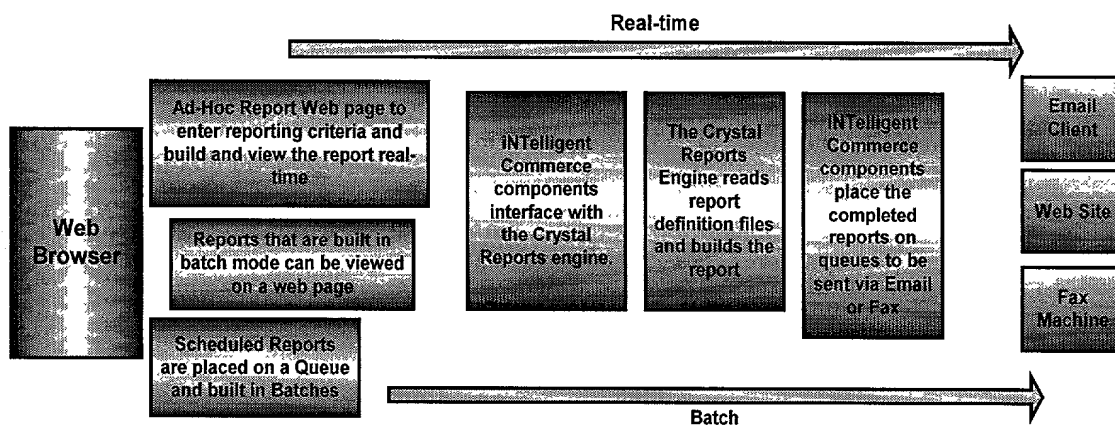 Real-time
Web
Browser
Ad-Hoc Report Web page to
enter reporting criteria and
build and view the report real-
time
Reports that are built in
batch mode can be viewed
on a web page
Scheduled Reports
are placed on a Queue
and built in Batches
iNTelligent
Commerce
components
interface with
the Crystal
Reports engine.
The Crystal
Reports
Engine reads
report
definition files
and builds the
report
iNTelligent
Commerce
components
place the
completed
reports on
queues to be
sent via Email
or Fax
Email
Client
Web Site
Fax
Machine
Batch